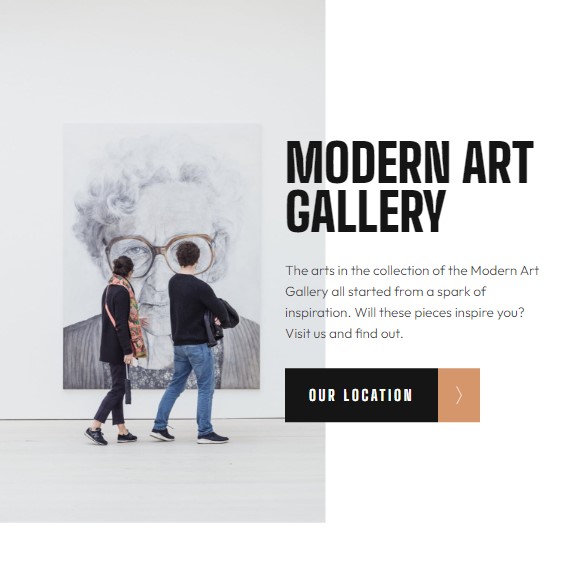 MODERN ART
GALLERY
The arts in the collection of the Modern Art
Gallery all started from a spark of
inspiration. Will these pieces inspire you?
Visit us and find out.
OUR LOCATION